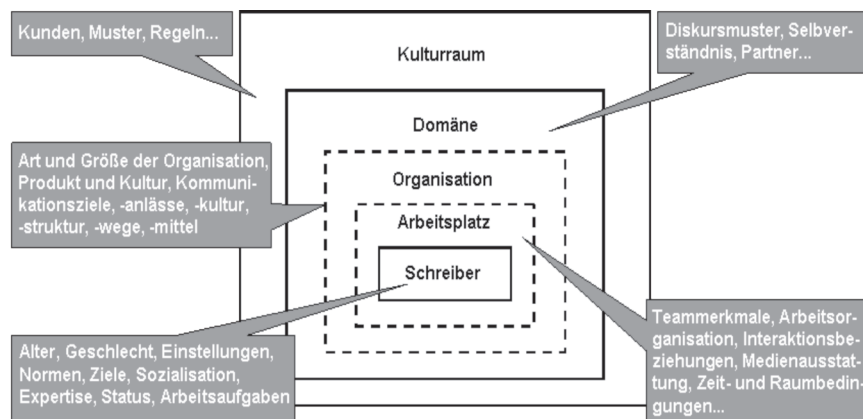 Kunden, Muster, Regeln...
Diskursmuster, Selbver-
ständnis, Partner...
Kulturraum
Domäne
Art und Größe der Organisation,
Produkt und Kultur, Kommuni-
kationsziele, -anlässe, -kultur,
-struktur, -wege, -mittel
Organisation
Arbeitsplatz
Schreiber
Alter, Geschlecht, Einstellungen,
Normen, Ziele, Sozialisation,
Expertise, Status, Arbeitsaufgaben
Teammerkmale, Arbeitsor-
ganisation, Interaktionsbe-
ziehungen, Medienausstat-
tung, Zeit- und Raumbedin-
gungen...